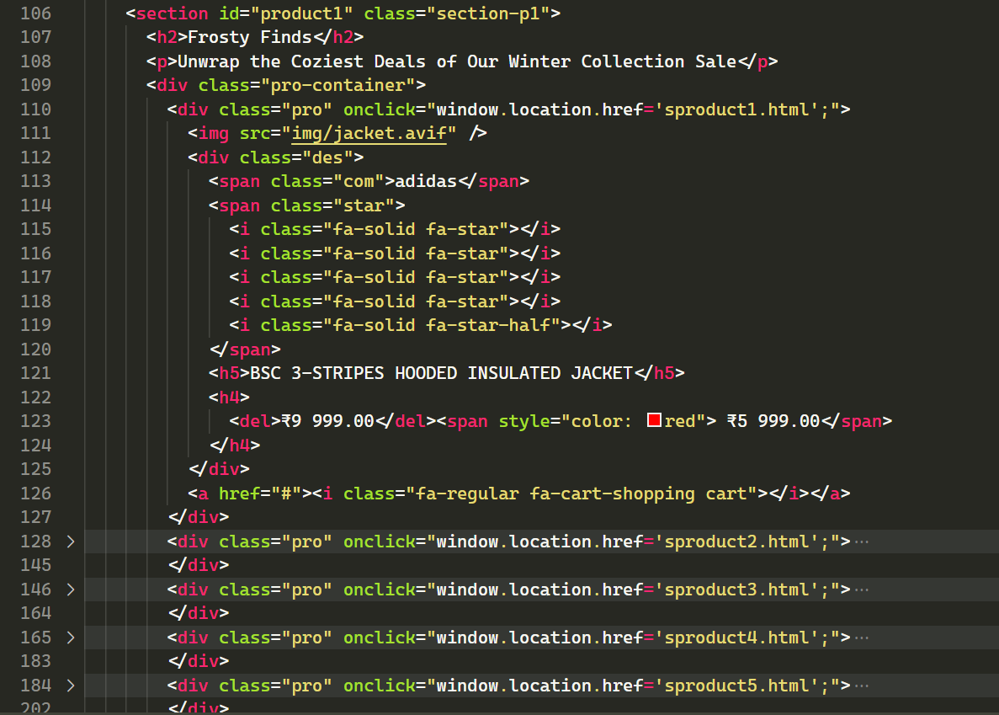 106 <section id="product1" class="section-p1">
107 <h2>Frosty Finds</h2>
108 <p>Unwrap the Coziest Deals of Our Winter Collection Sale</p>
109 <div class="pro-container">
110 <div class="pro" onclick="window.location.href='sproduct1.html';">
111 <img src="img/jacket.avif" />
112 <div class="des">
113 <span class="com">adidas</span>
114 <span class="star">
115 <i class="fa-solid fa-star"></i>
116 <i class="fa-solid fa-star"></i>
117 <i class="fa-solid fa-star"></i>
118 <i class="fa-solid fa-star"></i>
119 <i class="fa-solid fa-star-half"></i>
120 </span>
121 <h5>BSC 3-STRIPES HOODED INSULATED JACKET</h5>
122 <h4>
123 <del>₹9 999.00</del><span style="color: red"> ₹5 999.00</span>
124 </h4>
125 </div>
126 <a href="#"><i class="fa-regular fa-cart-shopping cart"></i></a>
127 </div>
128 <div class="pro" onclick="window.location.href='sproduct2.html';">···
145 </div>
146 <div class="pro" onclick="window.location.href='sproduct3.html';">···
164 </div>
165 <div class="pro" onclick="window.location.href='sproduct4.html';">···
183 </div>
184 <div class="pro" onclick="window.location.href='sproduct5.html';">···
202 </div>